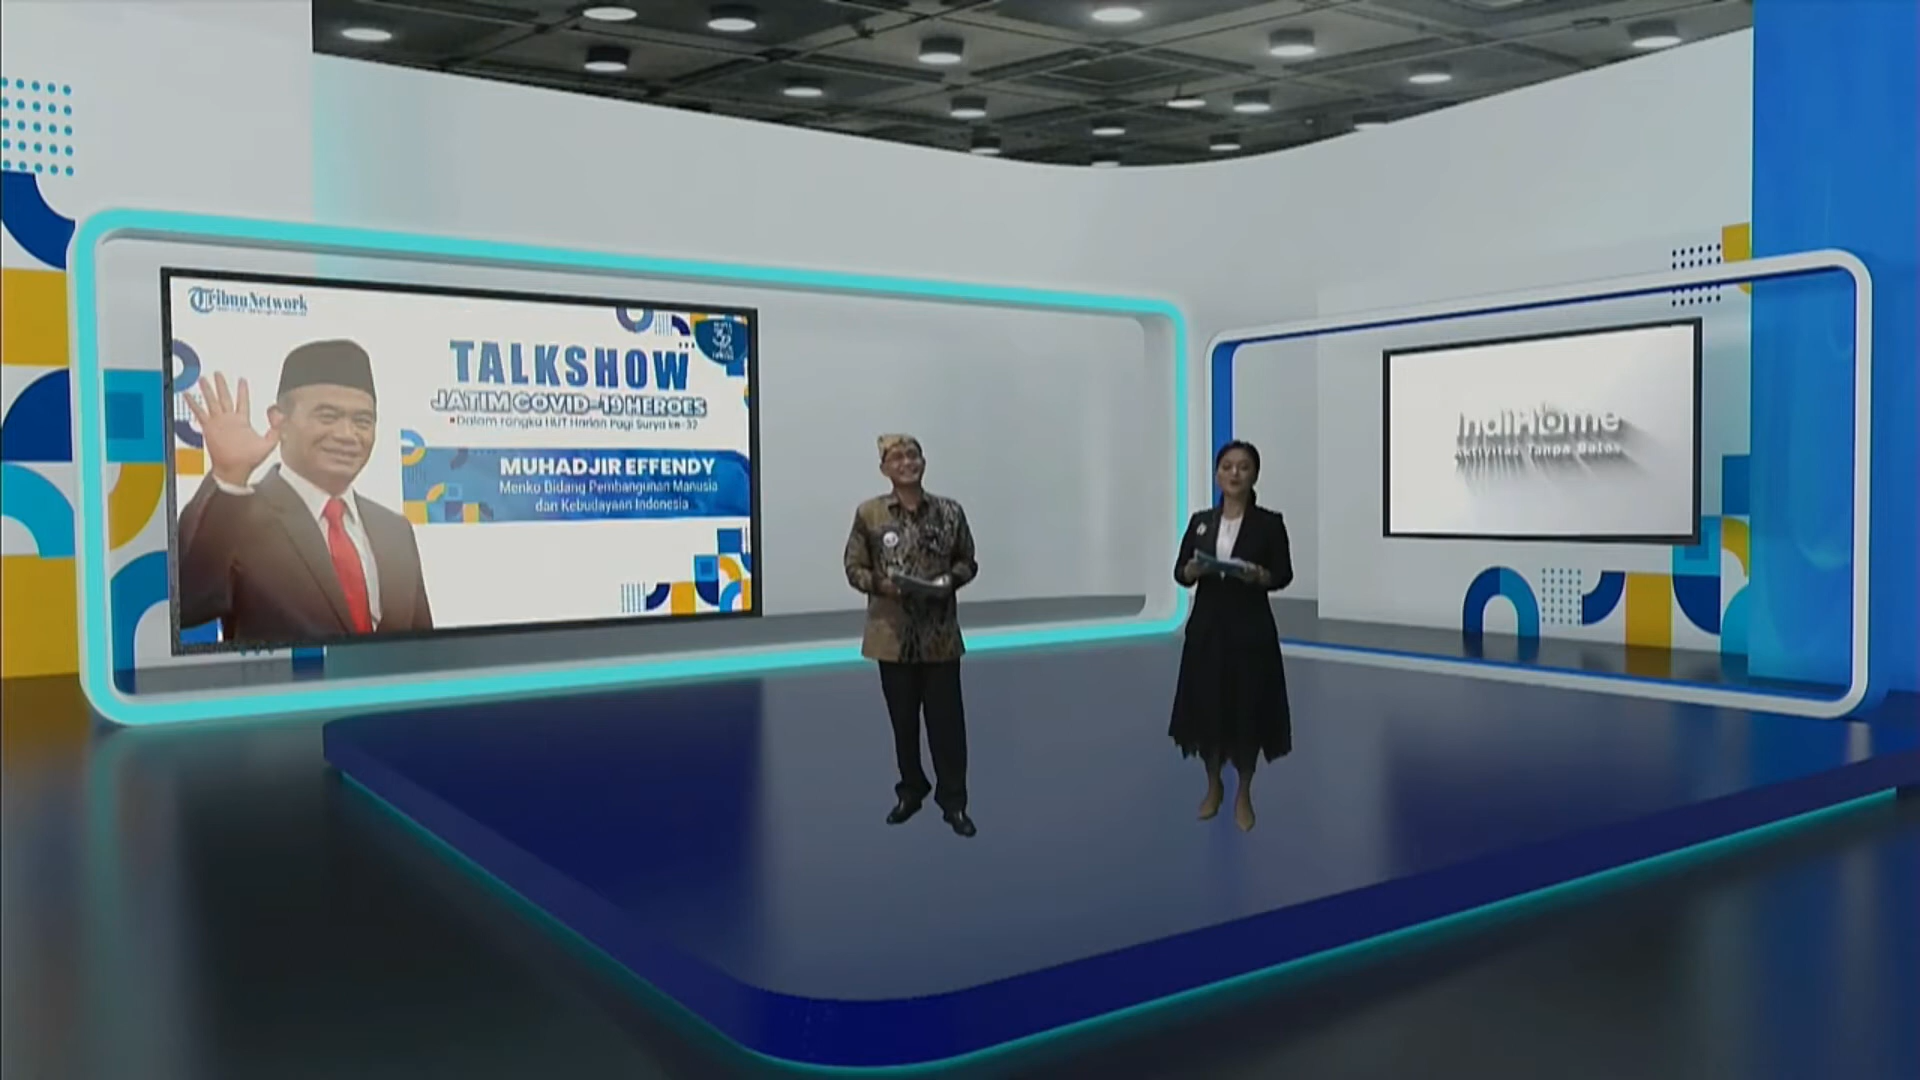 TribunNetwork
TALKSHOW
JATIM COVID-19 HEROES
Dalam rangka HUT Harian Pagi Surya ke-32
MUHADJIR EFFENDY
Menko Bidang Pembangunan Manusia
dan Kebudayaan Indonesia
IndiHome
Aktivitas Tanpa Batas